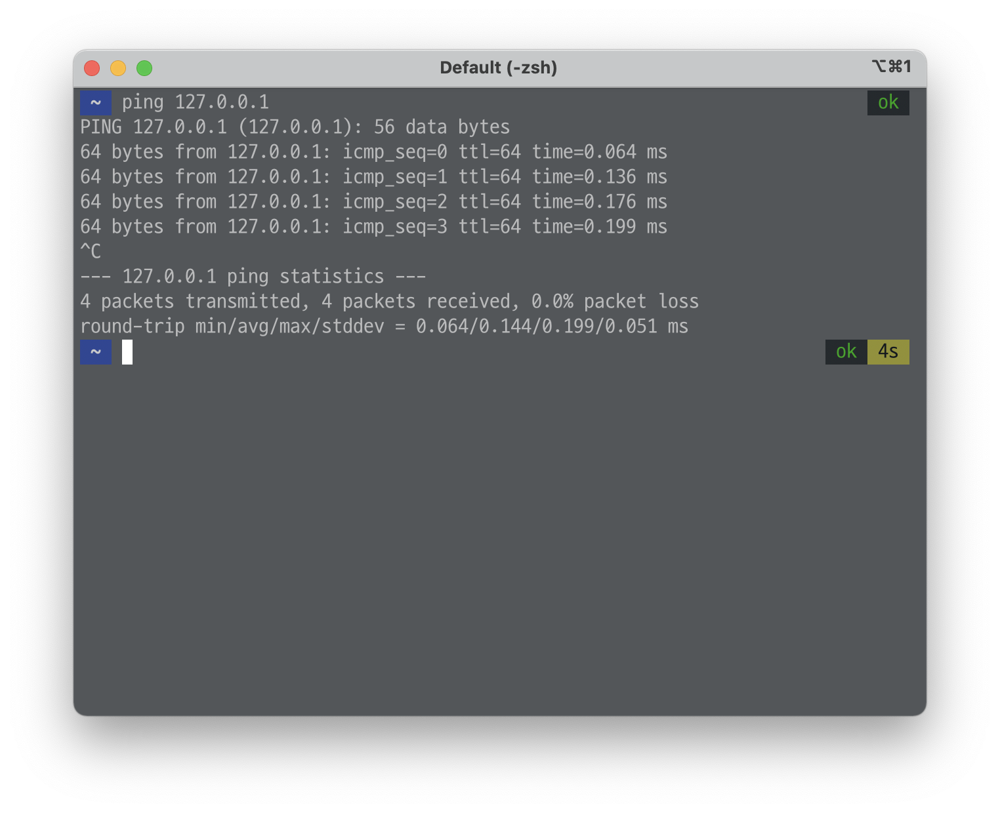 Default (-zsh) ⌥⌘1
~ ping 127.0.0.1 ok
PING 127.0.0.1 (127.0.0.1): 56 data bytes
64 bytes from 127.0.0.1: icmp_seq=0 ttl=64 time=0.064 ms
64 bytes from 127.0.0.1: icmp_seq=1 ttl=64 time=0.136 ms
64 bytes from 127.0.0.1: icmp_seq=2 ttl=64 time=0.176 ms
64 bytes from 127.0.0.1: icmp_seq=3 ttl=64 time=0.199 ms
^C
--- 127.0.0.1 ping statistics ---
4 packets transmitted, 4 packets received, 0.0% packet loss
round-trip min/avg/max/stddev = 0.064/0.144/0.199/0.051 ms
~ ok 4s